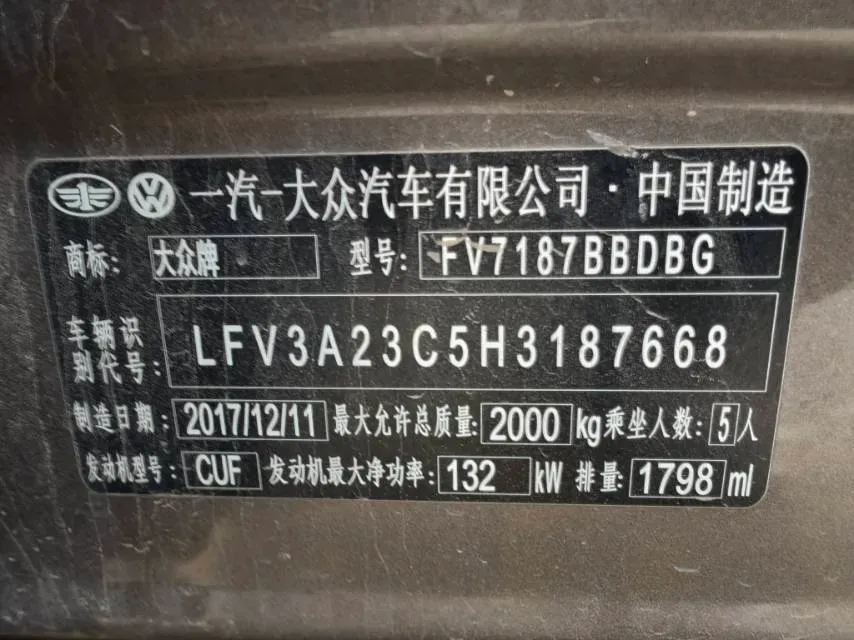 一汽-大众汽车有限公司·中国制造
商标: 大众牌 型号: FV7187BBDBG
车辆识别代号: LFV3A23C5H3187668
制造日期: 2017/12/11 最大允许总质量: 2000 kg 乘坐人数: 5 人
发动机型号: CUF 发动机最大净功率: 132 kW 排量: 1798 ml